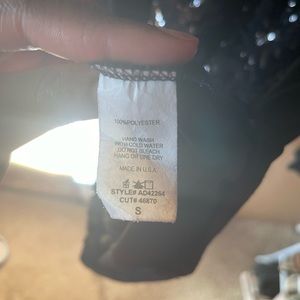 100%POLYESTER
HAND WASH
WITH COLD WATER
DO NOT BLEACH
HANG OR LINE DRY
MADE IN U.S.A.
STYLE# AD42264
CUT# 46870
S